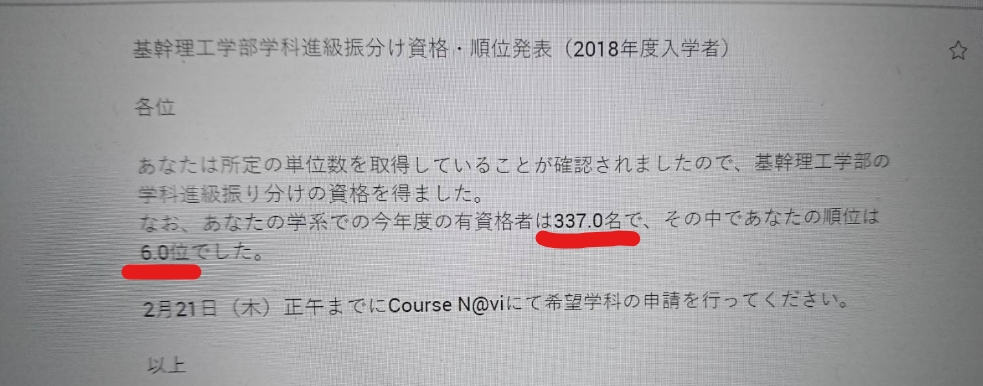 基幹理工学部学科進級振分け資格・順位発表（2018年度入学者）
各位
あなたは所定の単位数を取得していることが確認されましたので、基幹理工学部の
学科進級振り分けの資格を得ました。
なお、あなたの学系での今年度の有資格者は337.0名で、その中であなたの順位は
6.0位でした。
2月21日（木）正午までにCourse N@viにて希望学科の申請を行ってください。
以上